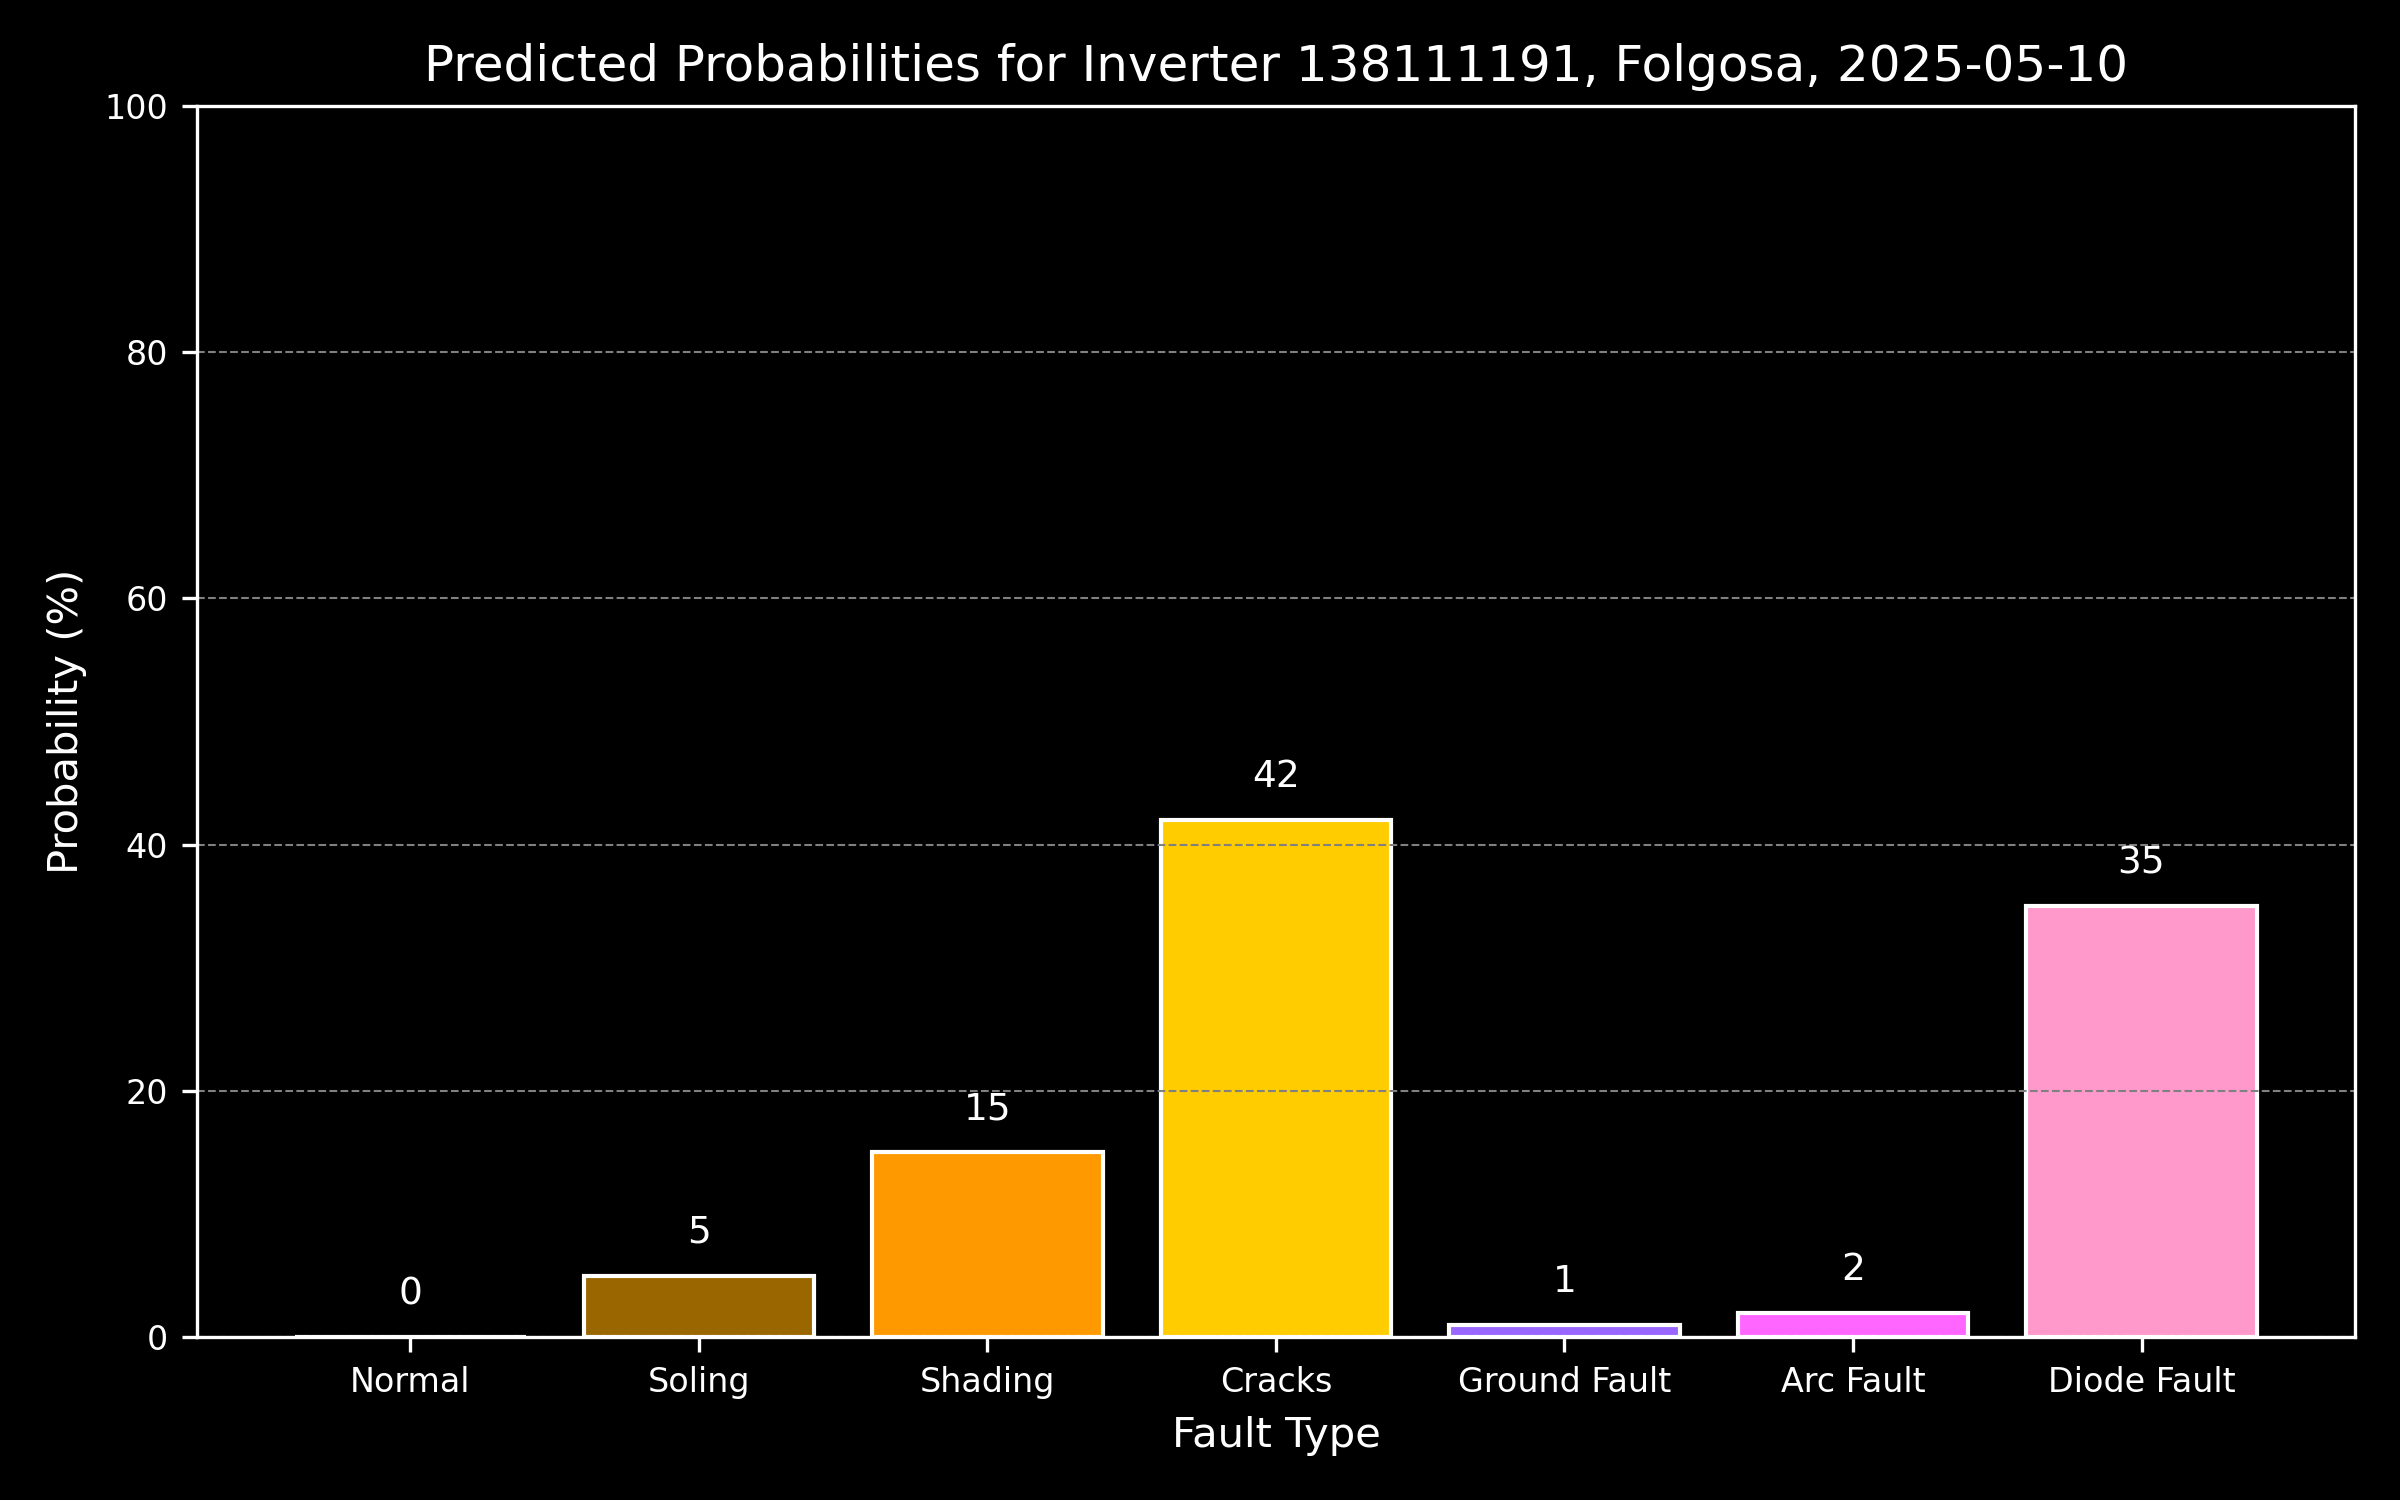 Predicted Probabilities for Inverter 138111191, Folgosa, 2025-05-10
Probability (%)
100
80
60
40
20
0
0
5
15
42
1
2
35
Normal
Soling
Shading
Cracks
Ground Fault
Arc Fault
Diode Fault
Fault Type